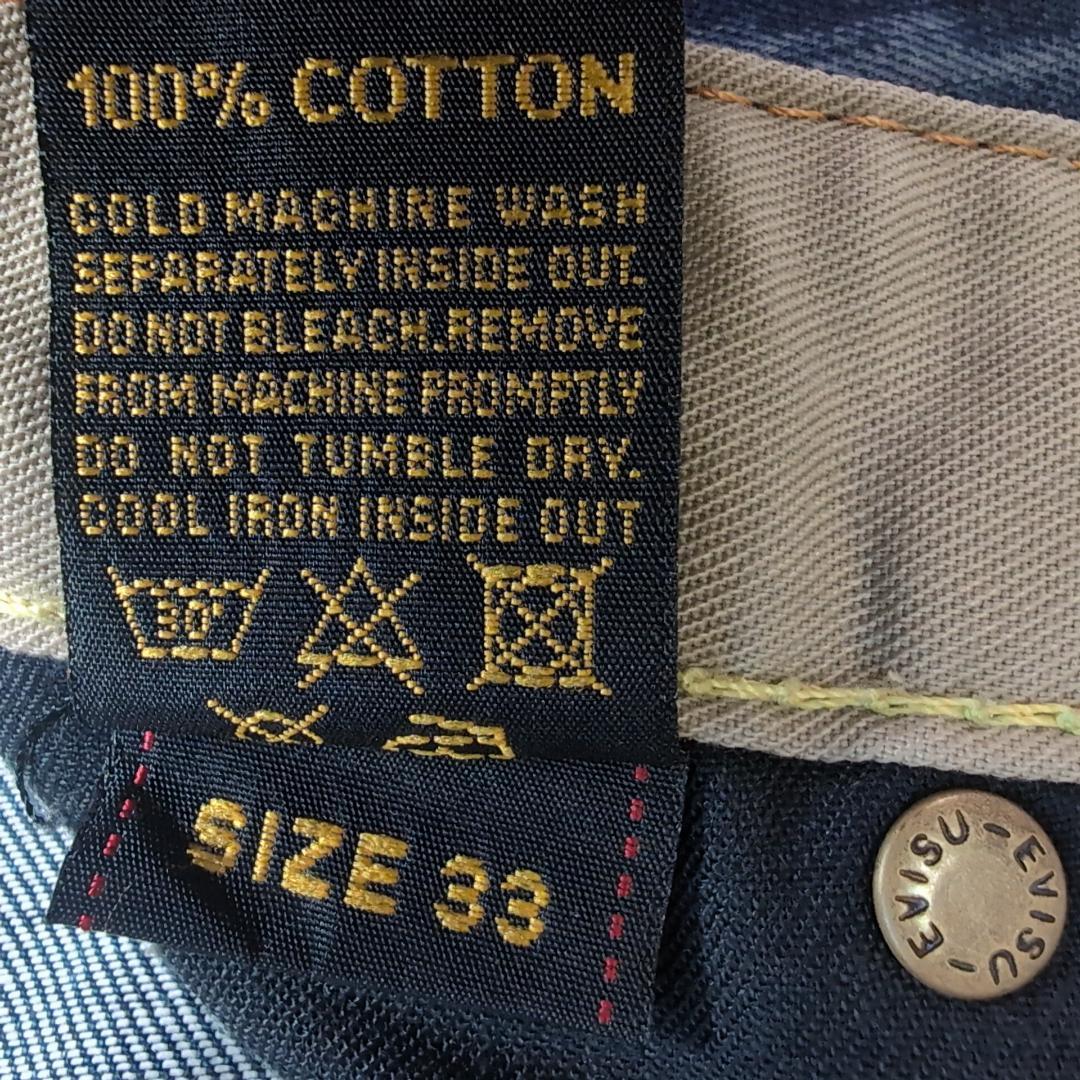 100% COTTON
COLD MACHINE WASH
SEPARATELY INSIDE OUT.
DO NOT BLEACH.REMOVE
FROM MACHINE PROMPTLY
DO NOT TUMBLE DRY.
COOL IRON INSIDE OUT
30°
SIZE 33
EVISU-EVISU-EVISU-